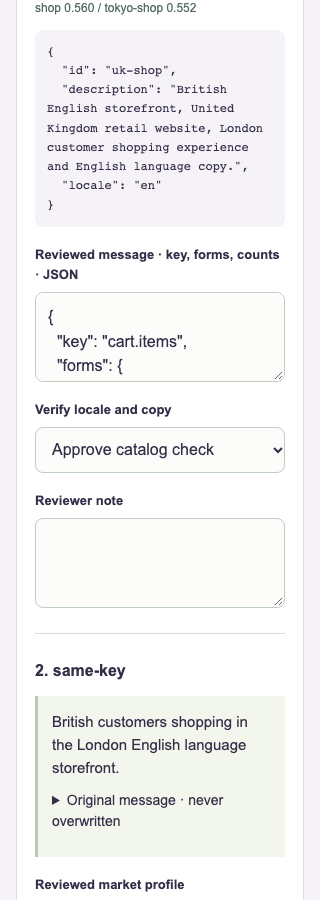 shop 0.560 / tokyo-shop 0.552
{
"id": "uk-shop",
"description": "British
English storefront, United
Kingdom retail website, London
customer shopping experience
and English language copy.",
"locale": "en"
}
Reviewed message · key, forms, counts
· JSON
{
"key": "cart.items",
"forms": {
Verify locale and copy
Approve catalog check
Reviewer note
2. same-key
British customers shopping in
the London English language
storefront.
▶ Original message · never
overwritten
Reviewed market profile